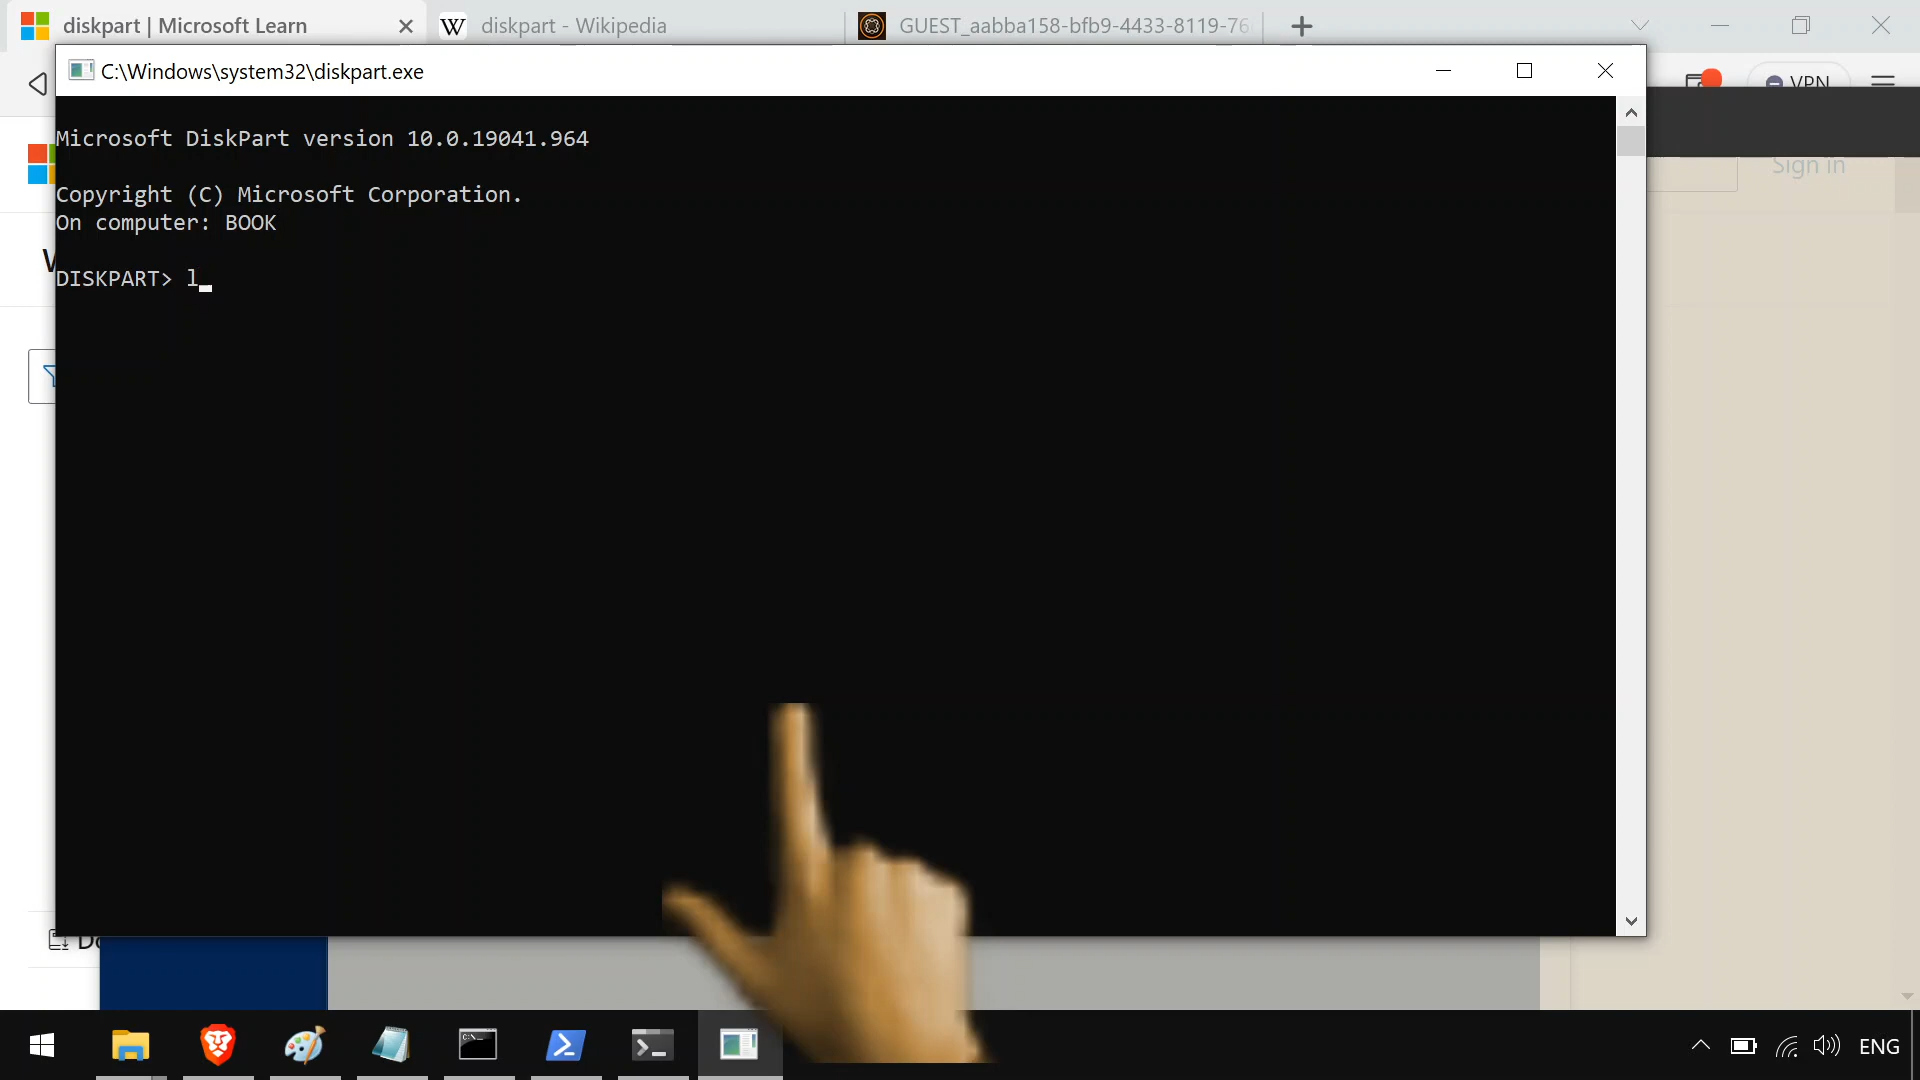 diskpart | Microsoft Learn
diskpart - Wikipedia
GUEST_aabba158-bfb9-4433-8119-76
C:\Windows\system32\diskpart.exe
VPN
Sign in
Microsoft DiskPart version 10.0.19041.964
Copyright (C) Microsoft Corporation.
On computer: BOOK
DISKPART> l_
ENG